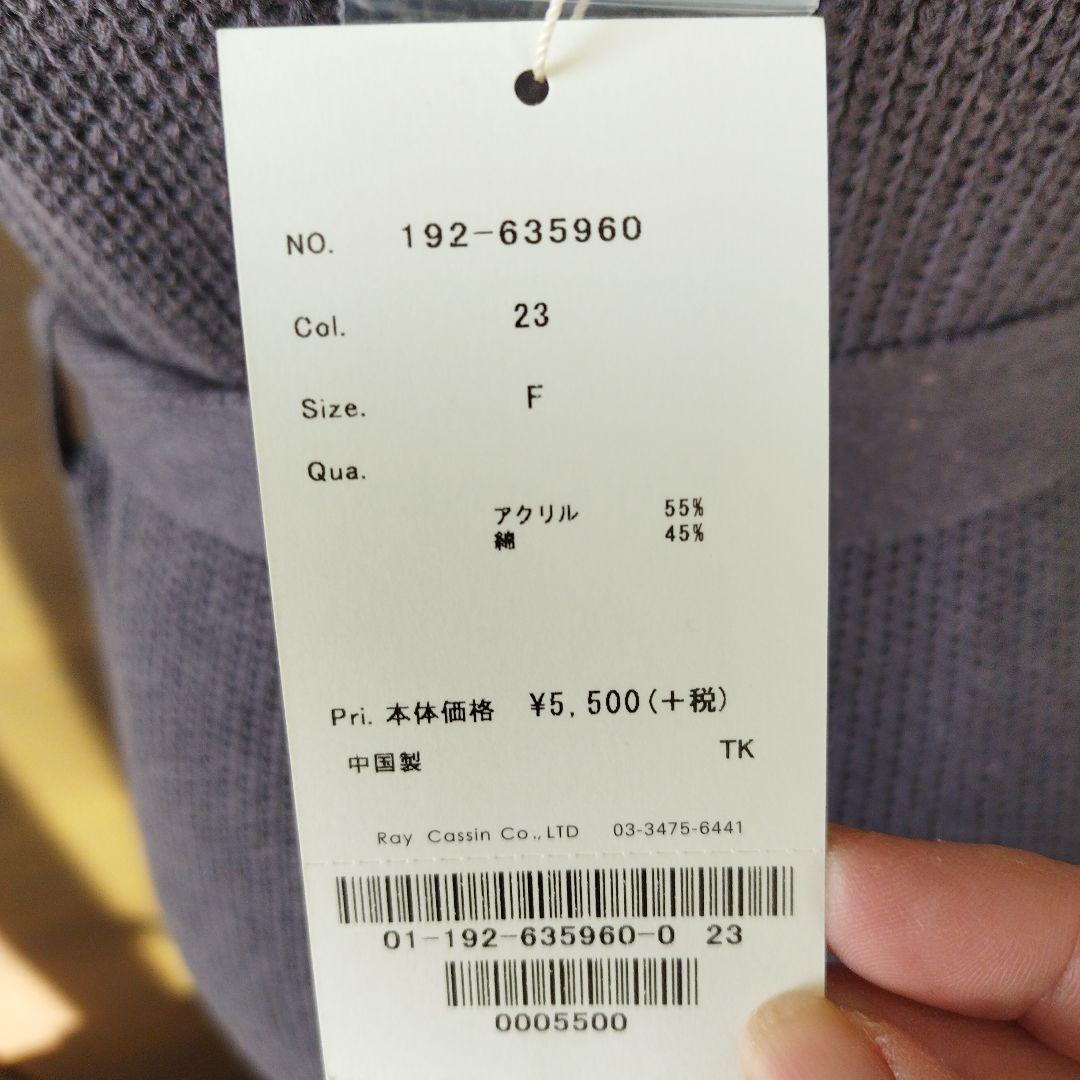 NO. 192-635960
Col. 23
Size. F
Qua.
アクリル 55%
綿 45%
Pri. 本体価格 ¥5,500(+税)
中国製 TK
Ray Cassin Co.,LTD 03-3475-6441
01-192-635960-0 23
0005500